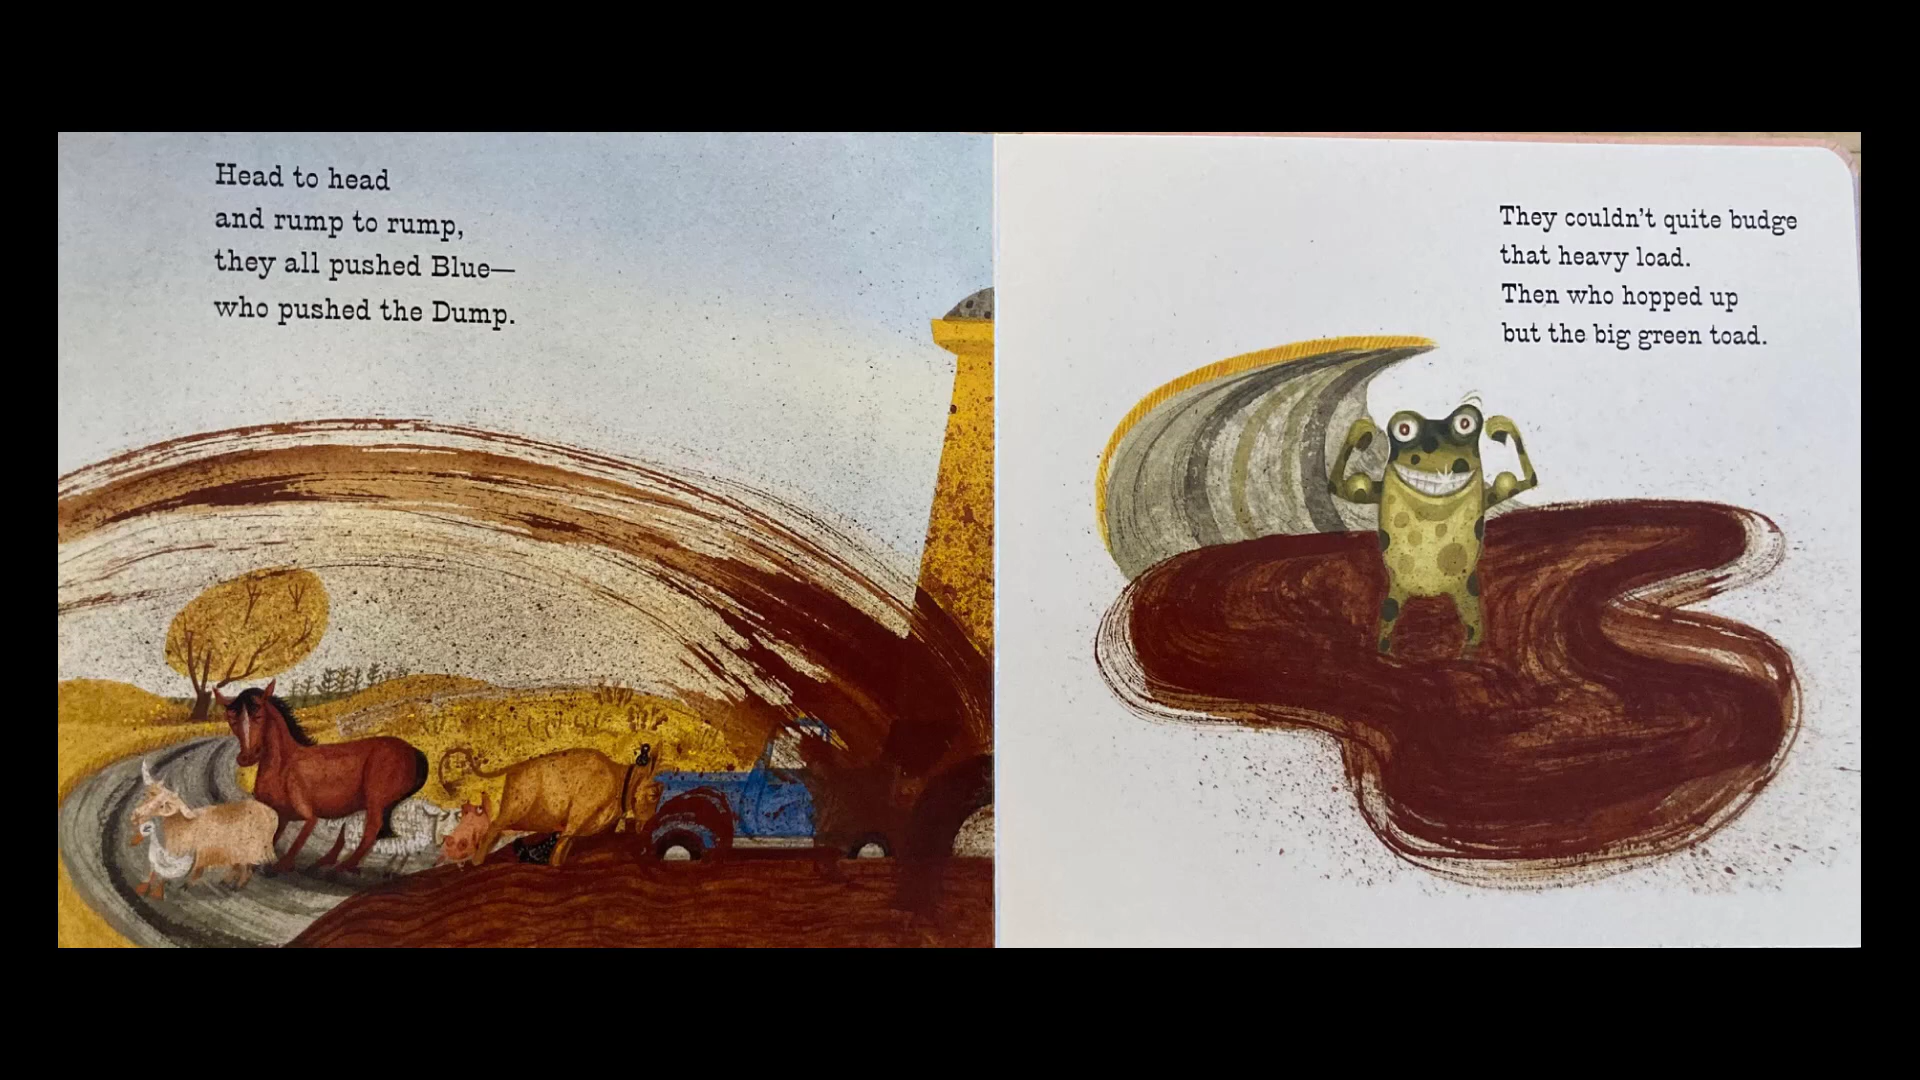 Head to head
and rump to rump,
they all pushed Blue—
who pushed the Dump.
They couldn't quite budge
that heavy load.
Then who hopped up
but the big green toad.